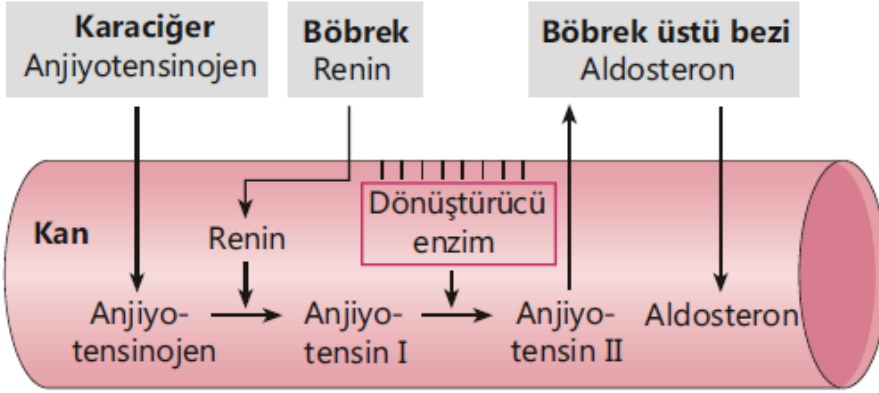 Karaciğer
Anjiyotensinojen
Böbrek
Renin
Böbrek üstü bezi
Aldosteron
Kan
Renin
Dönüştürücü
enzim
Anjiyo-
tensinojen
Anjiyo-
tensin I
Anjiyo-
tensin II
Aldosteron